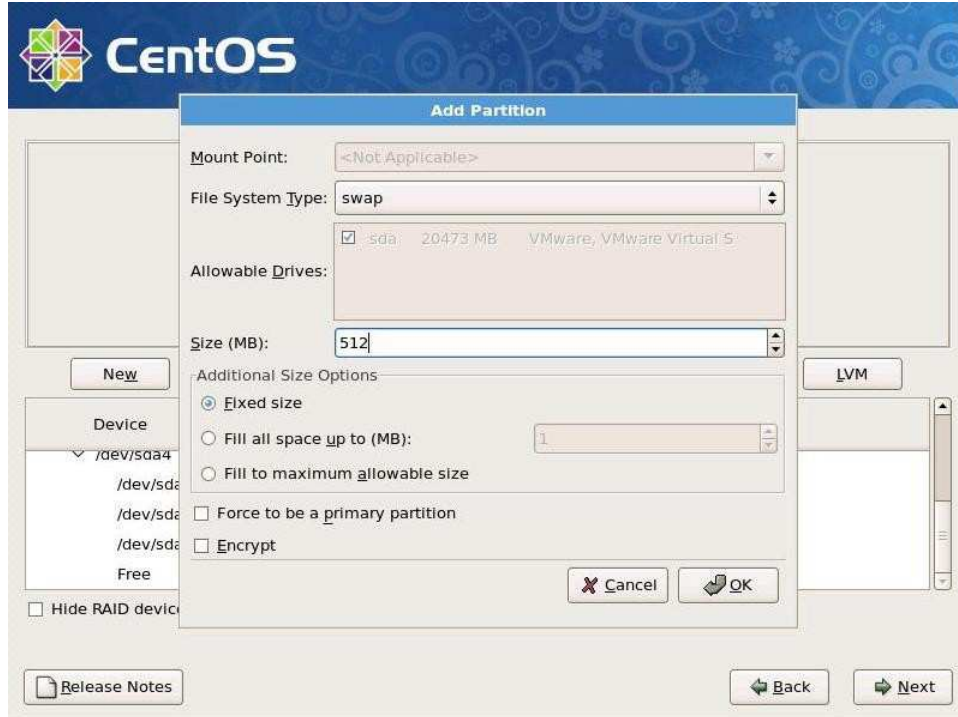 CentOS
Add Partition
Mount Point: <Not Applicable>
File System Type: swap
Allowable Drives:
sda 20473 MB VMware, VMware Virtual S
Size (MB): 512
New
LVM
Additional Size Options
Fixed size
Fill all space up to (MB): 1
Fill to maximum allowable size
Device
/dev/sda4
/dev/sda
/dev/sda
/dev/sda
Free
Force to be a primary partition
Encrypt
Cancel
OK
Hide RAID device
Release Notes
Back
Next